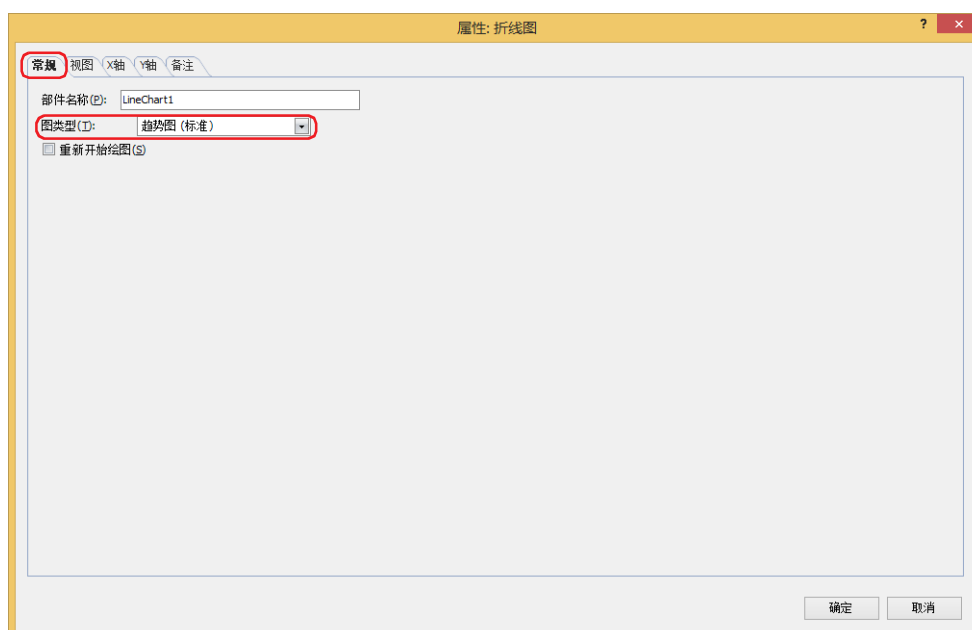 属性: 折线图
? ×
常规 视图 X轴 Y轴 备注
部件名称(P): LineChart1
图类型(T): 趋势图 (标准)
重新开始绘图(S)
确定 取消